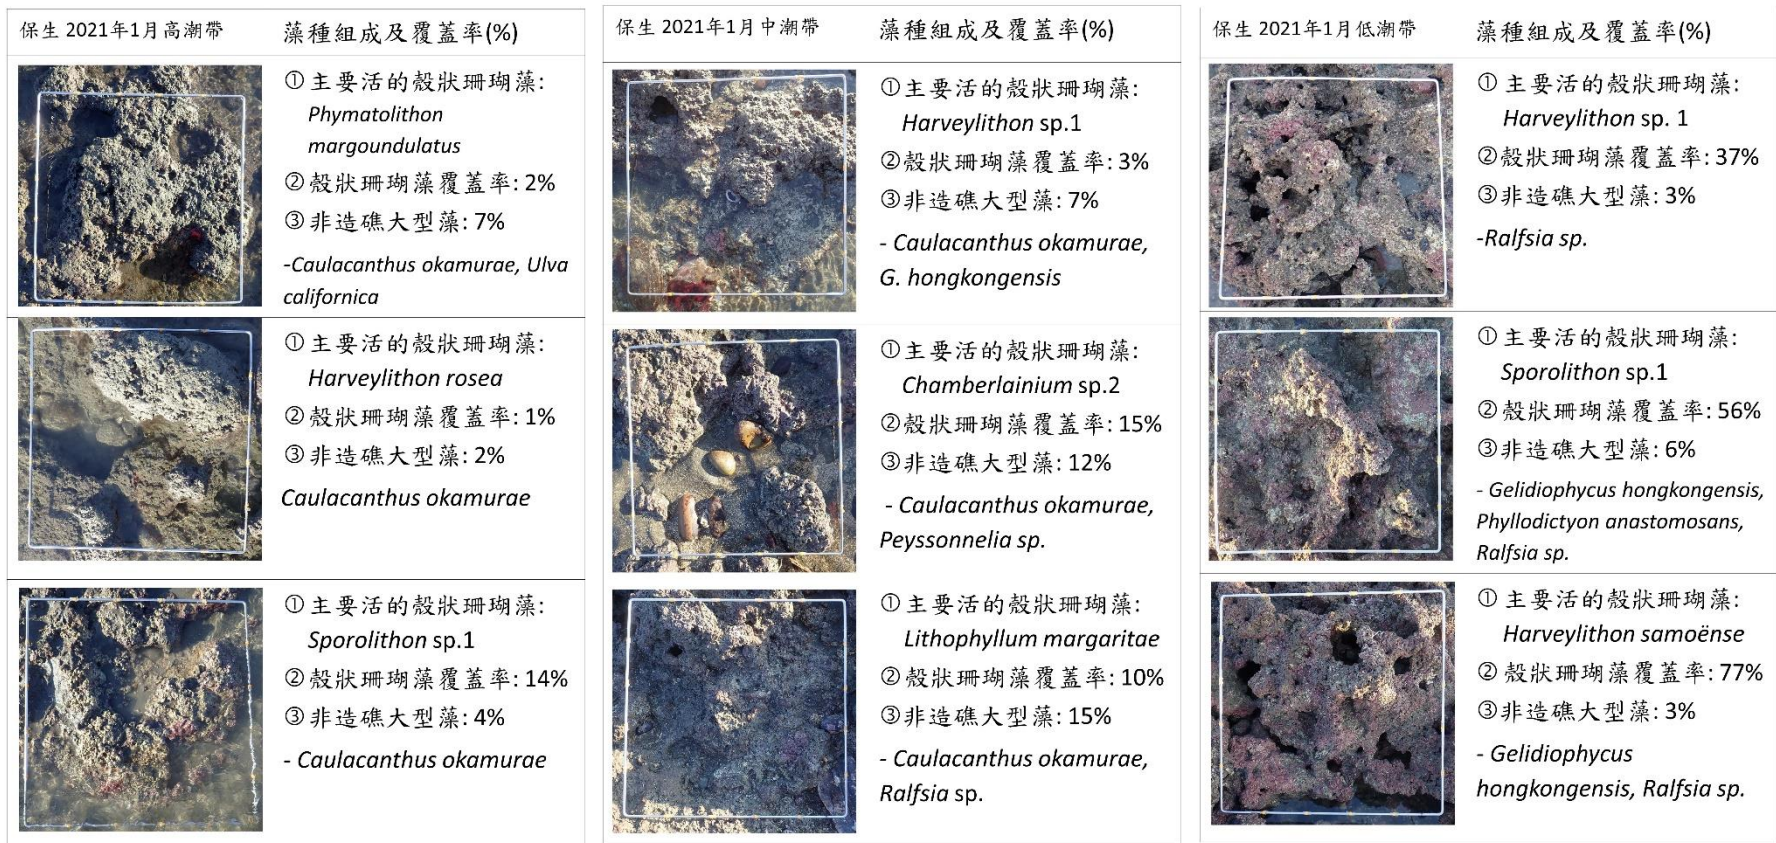 保生 2021年1月高潮帶
藻種組成及覆蓋率(%)
① 主要活的殼狀珊瑚藻:
Phymatolithon
margoundulatus
② 殼狀珊瑚藻覆蓋率: 2%
③ 非造礁大型藻: 7%
-Caulacanthus okamurae, Ulva
californica
① 主要活的殼狀珊瑚藻:
Harveylithon rosea
② 殼狀珊瑚藻覆蓋率: 1%
③ 非造礁大型藻: 2%
Caulacanthus okamurae
① 主要活的殼狀珊瑚藻:
Sporolithon sp.1
② 殼狀珊瑚藻覆蓋率: 14%
③ 非造礁大型藻: 4%
- Caulacanthus okamurae
保生 2021年1月中潮帶
藻種組成及覆蓋率(%)
① 主要活的殼狀珊瑚藻:
Harveylithon sp.1
② 殼狀珊瑚藻覆蓋率: 3%
③ 非造礁大型藻: 7%
- Caulacanthus okamurae,
G. hongkongensis
① 主要活的殼狀珊瑚藻:
Chamberlainium sp.2
② 殼狀珊瑚藻覆蓋率: 15%
③ 非造礁大型藻: 12%
- Caulacanthus okamurae,
Peyssonnelia sp.
① 主要活的殼狀珊瑚藻:
Lithophyllum margaritae
② 殼狀珊瑚藻覆蓋率: 10%
③ 非造礁大型藻: 15%
- Caulacanthus okamurae,
Ralfsia sp.
保生 2021年1月低潮帶
藻種組成及覆蓋率(%)
① 主要活的殼狀珊瑚藻:
Harveylithon sp. 1
② 殼狀珊瑚藻覆蓋率: 37%
③ 非造礁大型藻: 3%
-Ralfsia sp.
① 主要活的殼狀珊瑚藻:
Sporolithon sp.1
② 殼狀珊瑚藻覆蓋率: 56%
③ 非造礁大型藻: 6%
- Gelidiophycus hongkongensis,
Phyllodictyon anastomosans,
Ralfsia sp.
① 主要活的殼狀珊瑚藻:
Harveylithon samoënse
② 殼狀珊瑚藻覆蓋率: 77%
③ 非造礁大型藻: 3%
- Gelidiophycus
hongkongensis, Ralfsia sp.